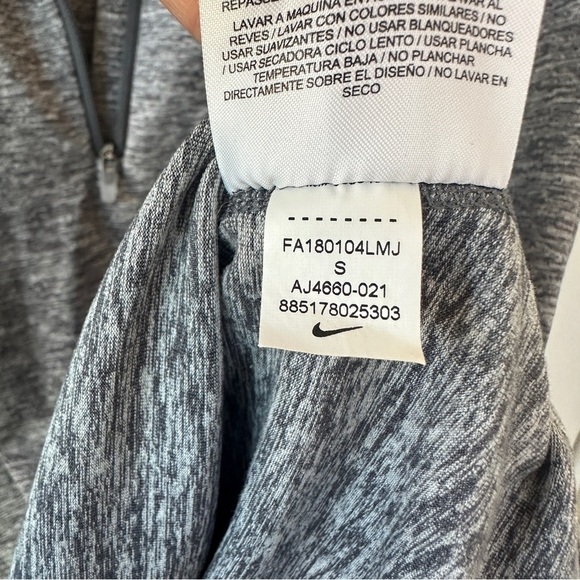 LAVAR A MAQUINA EN
REVES / LAVAR CON COLORES SIMILARES / NO
USAR SUAVIZANTES / NO USAR BLANQUEADORES
/ USAR SECADORA CICLO LENTO / USAR PLANCHA
TEMPERATURA BAJA / NO PLANCHAR
DIRECTAMENTE SOBRE EL DISEÑO / NO LAVAR EN
SECO
FA180104LMJ
S
AJ4660-021
885178025303